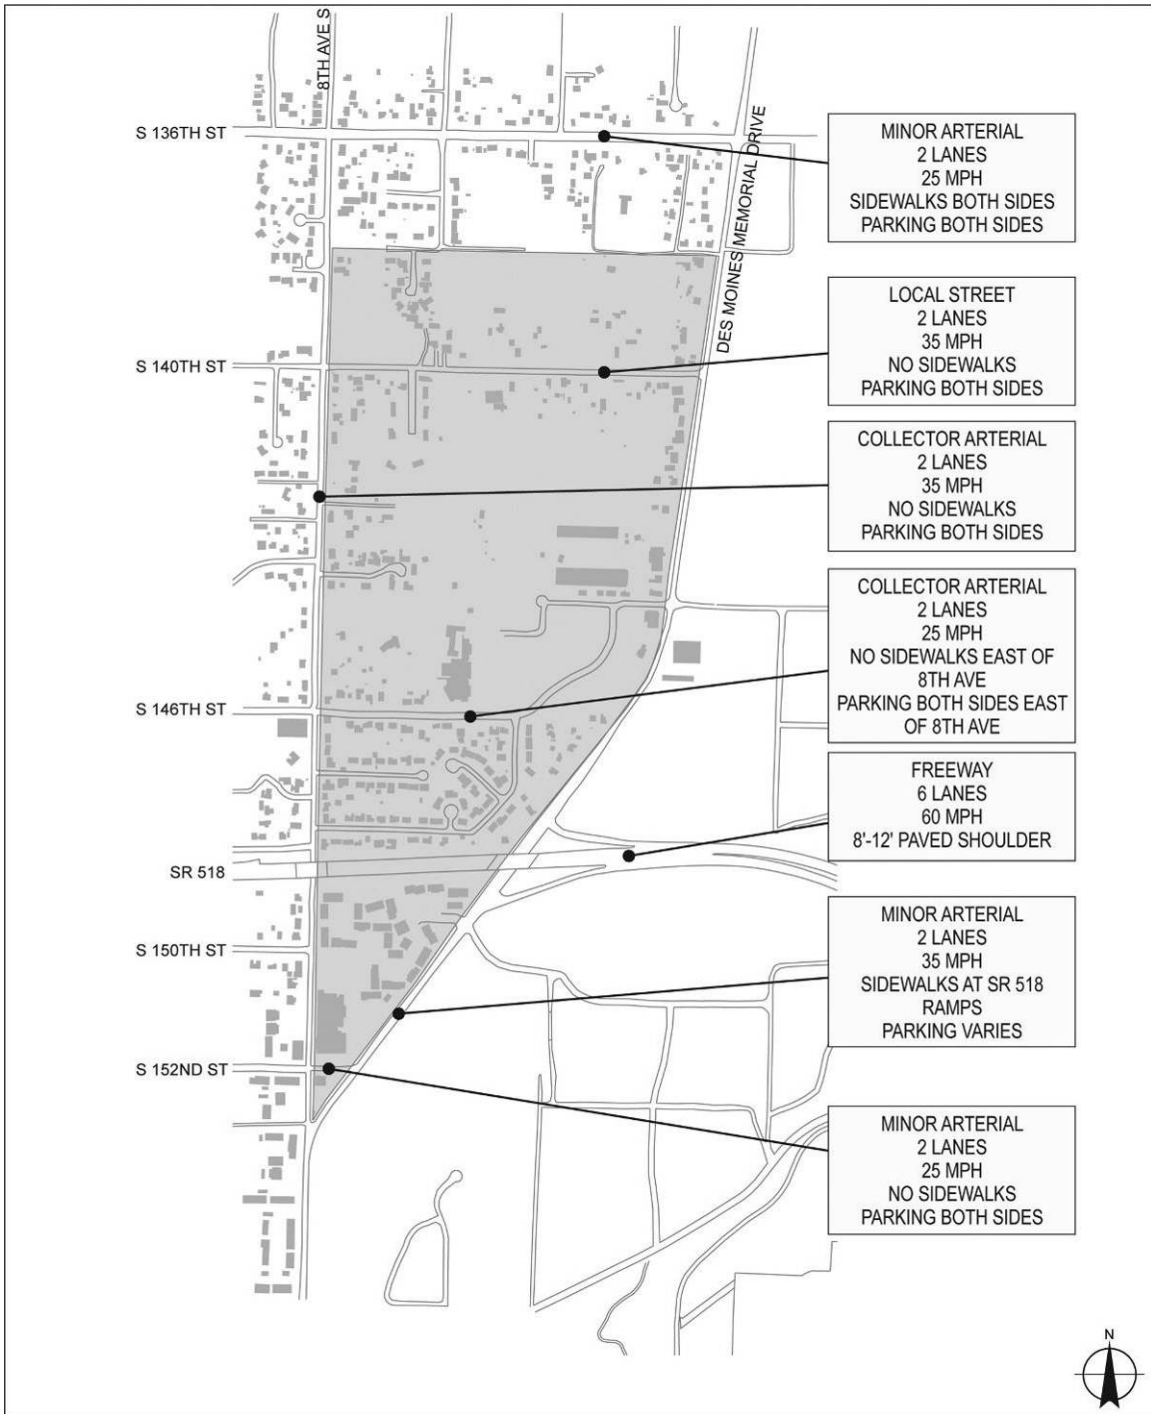 8TH AVE S
S 136TH ST
DES MOINES MEMORIAL DRIVE
MINOR ARTERIAL
2 LANES
25 MPH
SIDEWALKS BOTH SIDES
PARKING BOTH SIDES
LOCAL STREET
2 LANES
35 MPH
NO SIDEWALKS
PARKING BOTH SIDES
S 140TH ST
COLLECTOR ARTERIAL
2 LANES
35 MPH
NO SIDEWALKS
PARKING BOTH SIDES
COLLECTOR ARTERIAL
2 LANES
25 MPH
NO SIDEWALKS EAST OF
8TH AVE
PARKING BOTH SIDES EAST
OF 8TH AVE
S 146TH ST
FREEWAY
6 LANES
60 MPH
8'-12' PAVED SHOULDER
SR 518
MINOR ARTERIAL
2 LANES
35 MPH
SIDEWALKS AT SR 518
RAMPS
PARKING VARIES
S 150TH ST
S 152ND ST
MINOR ARTERIAL
2 LANES
25 MPH
NO SIDEWALKS
PARKING BOTH SIDES
N